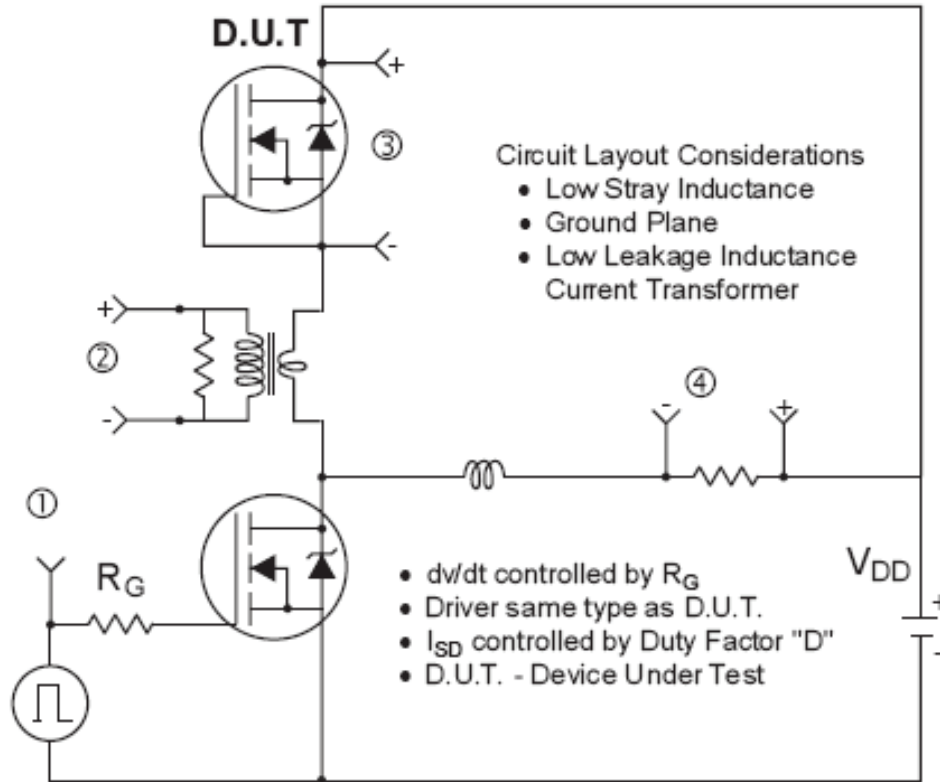 D.U.T
+
③
-
Circuit Layout Considerations
• Low Stray Inductance
• Ground Plane
• Low Leakage Inductance
Current Transformer
+
②
-
④
-
+
①
RG
VDD
+
-
• dv/dt controlled by RG
• Driver same type as D.U.T.
• ISD controlled by Duty Factor "D"
• D.U.T. - Device Under Test